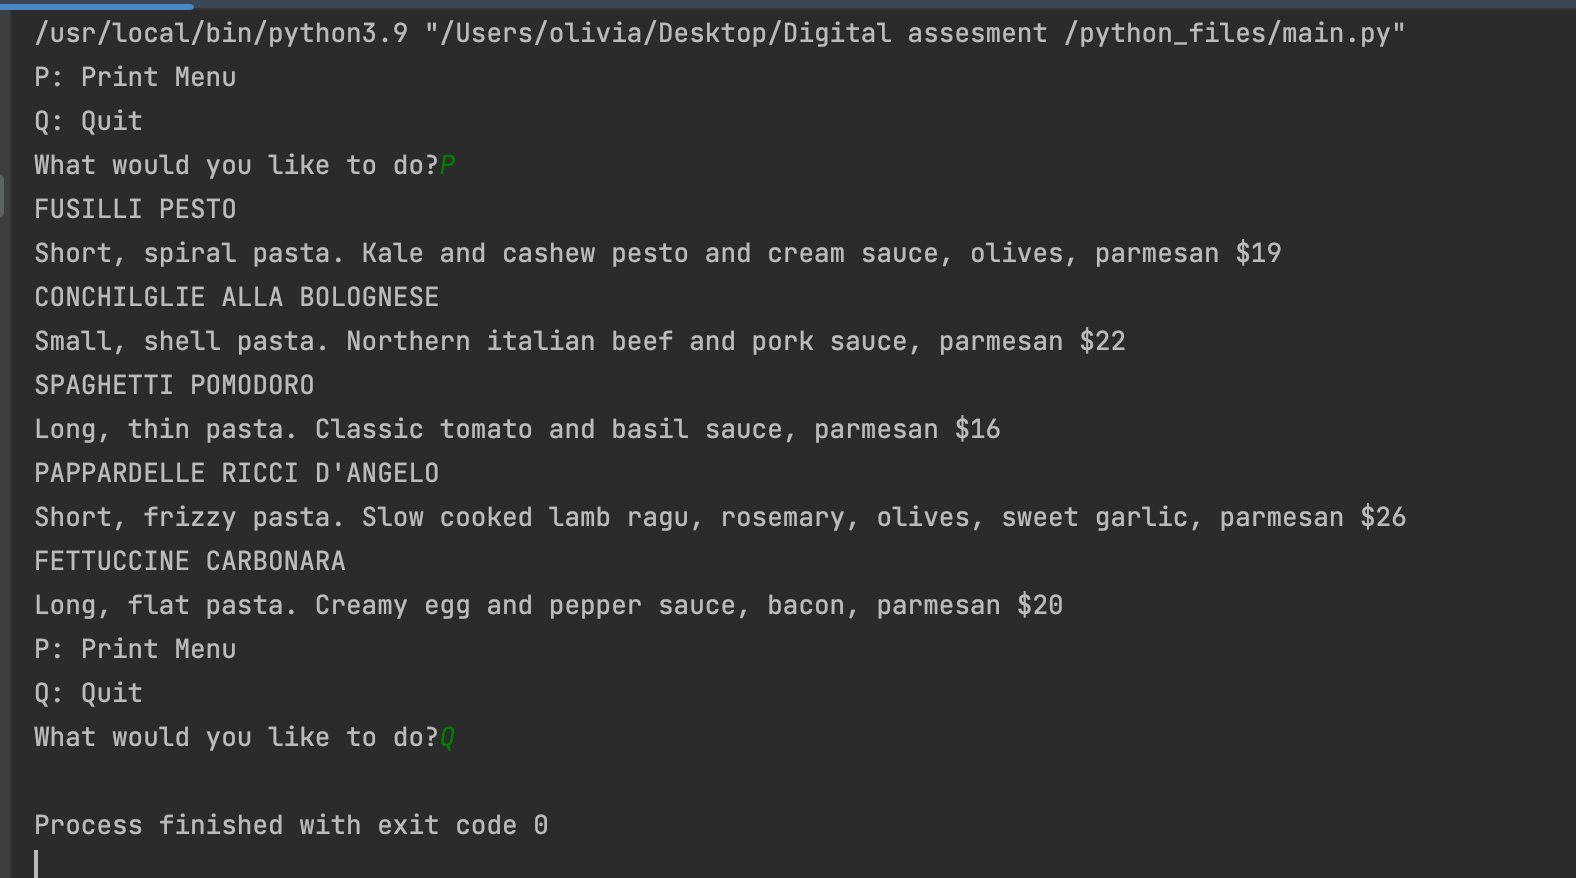 /usr/local/bin/python3.9 "/Users/olivia/Desktop/Digital assesment /python_files/main.py"
P: Print Menu
Q: Quit
What would you like to do?P
FUSILLI PESTO
Short, spiral pasta. Kale and cashew pesto and cream sauce, olives, parmesan $19
CONCHILGLIE ALLA BOLOGNESE
Small, shell pasta. Northern italian beef and pork sauce, parmesan $22
SPAGHETTI POMODORO
Long, thin pasta. Classic tomato and basil sauce, parmesan $16
PAPPARDELLE RICCI D'ANGELO
Short, frizzy pasta. Slow cooked lamb ragu, rosemary, olives, sweet garlic, parmesan $26
FETTUCCINE CARBONARA
Long, flat pasta. Creamy egg and pepper sauce, bacon, parmesan $20
P: Print Menu
Q: Quit
What would you like to do?Q
Process finished with exit code 0